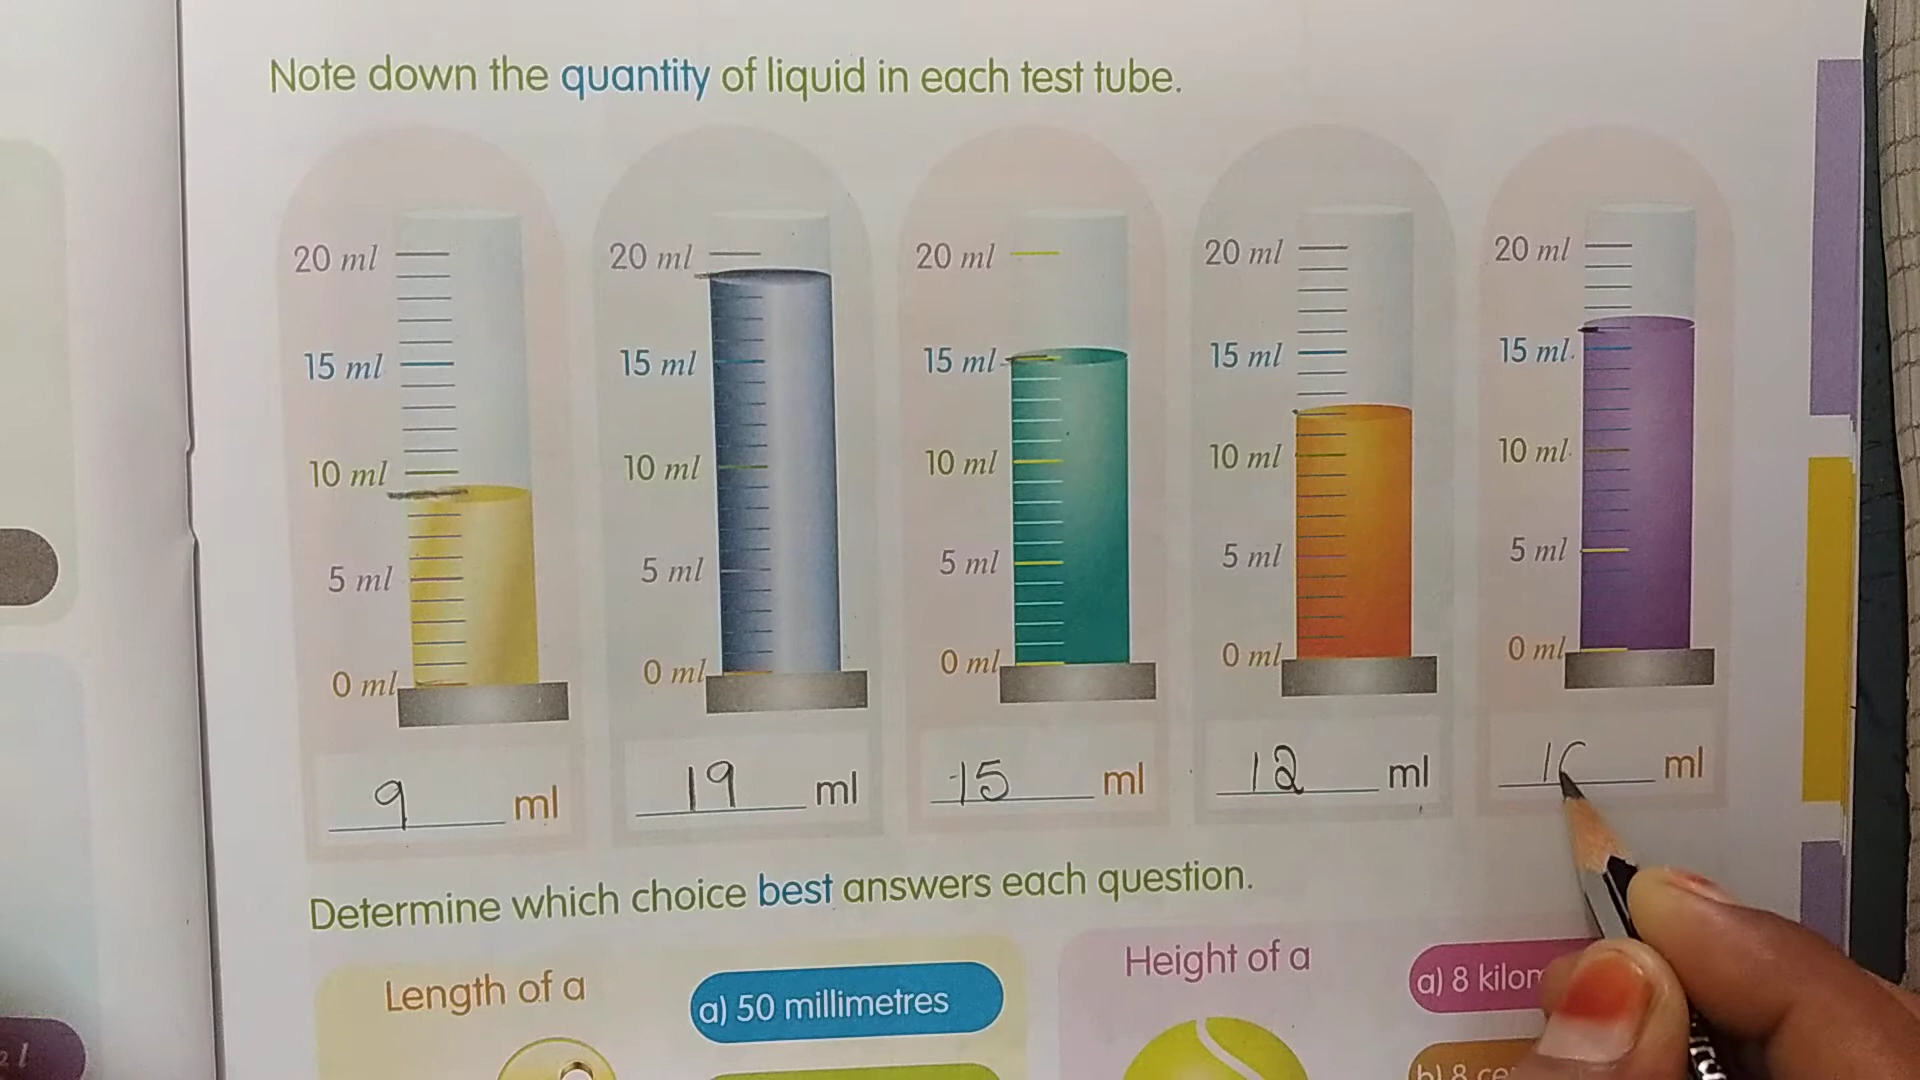 Note down the quantity of liquid in each test tube.
20 ml
15 ml
10 ml
5 ml
0 ml
9 ml
20 ml
15 ml
10 ml
5 ml
0 ml
19 ml
20 ml
15 ml
10 ml
5 ml
0 ml
15 ml
20 ml
15 ml
10 ml
5 ml
0 ml
12 ml
20 ml
15 ml
10 ml
5 ml
0 ml
ml
Determine which choice best answers each question.
Length of a
a) 50 millimetres
Height of a
a) 8
b) 8